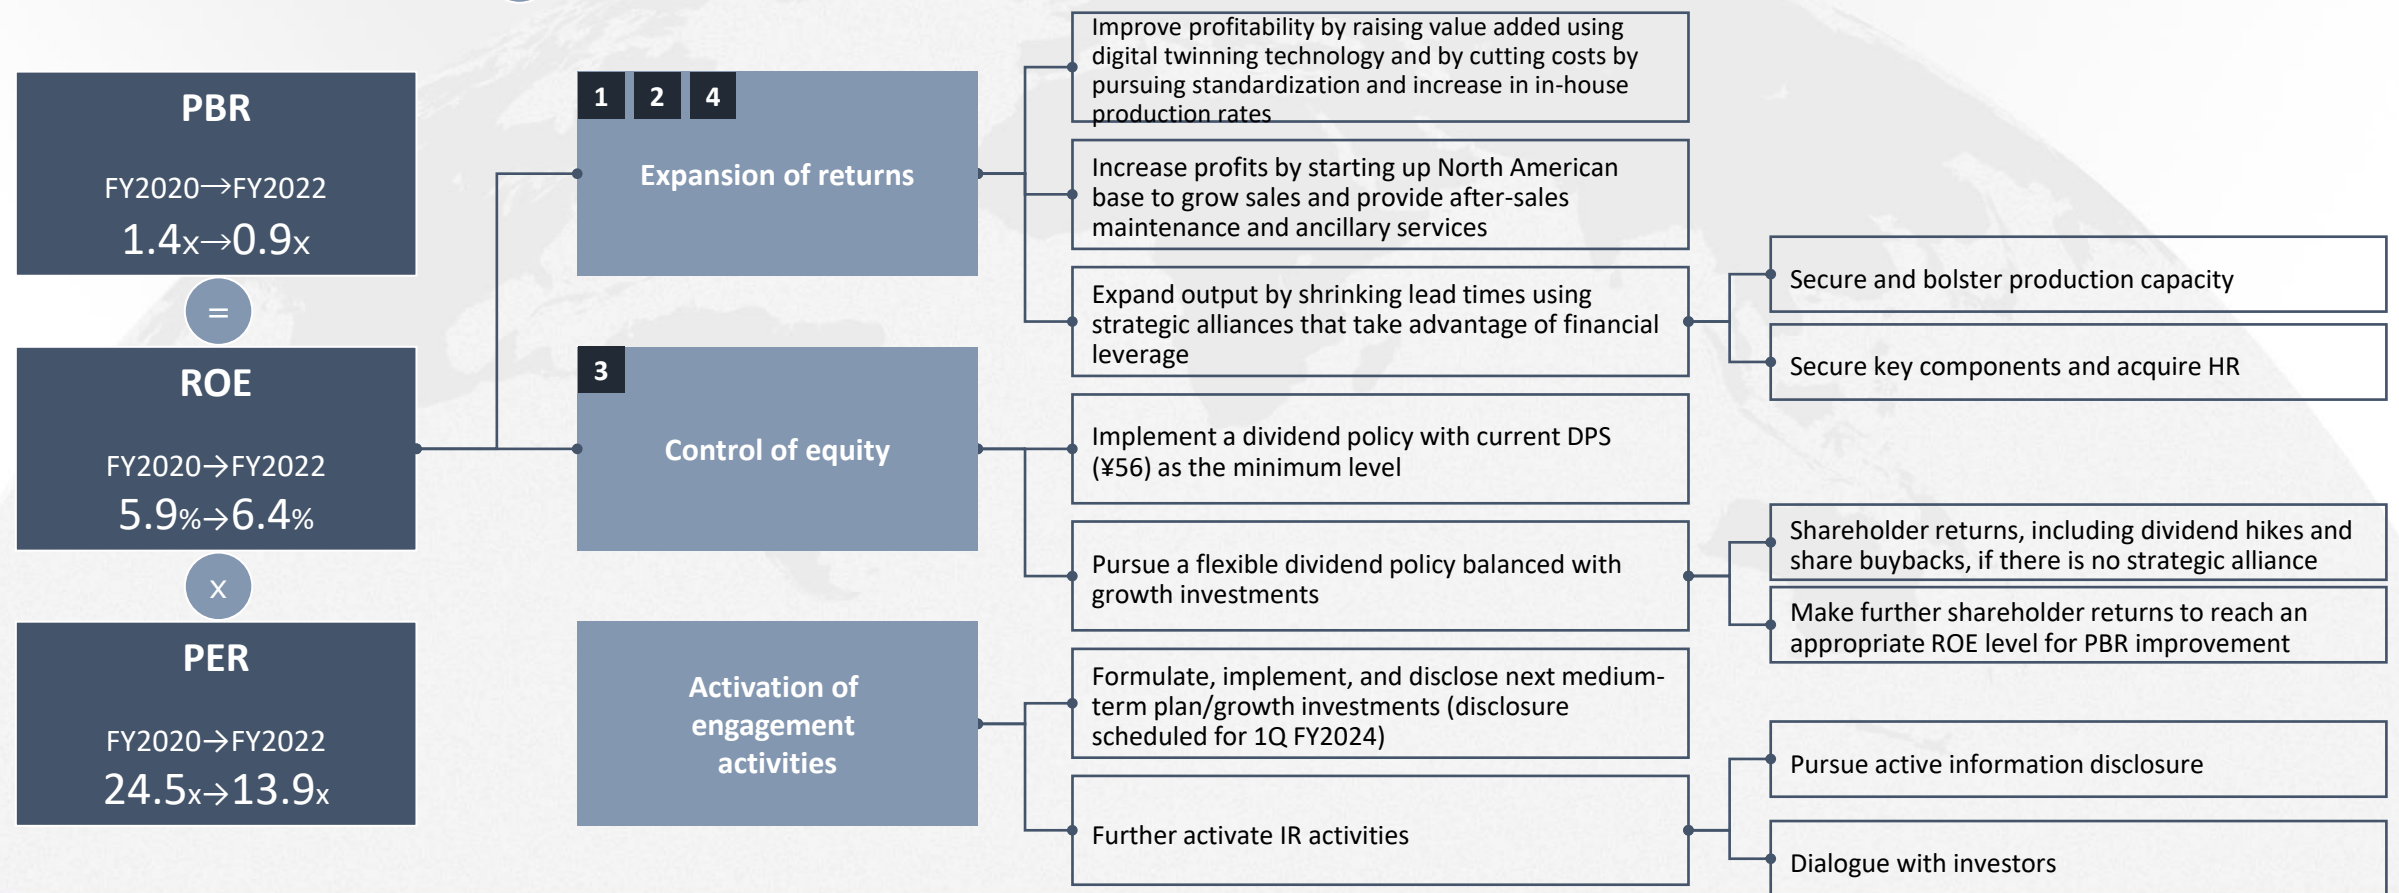 PBR
FY2020→FY2022
1.4x→0.9x
=
ROE
FY2020→FY2022
5.9%→6.4%
x
PER
FY2020→FY2022
24.5x→13.9x
1 2 4
Expansion of returns
3
Control of equity
Activation of
engagement
activities
Improve profitability by raising value added using
digital twinning technology and by cutting costs by
pursuing standardization and increase in in-house
production rates
Increase profits by starting up North American
base to grow sales and provide after-sales
maintenance and ancillary services
Expand output by shrinking lead times using
strategic alliances that take advantage of financial
leverage
Secure and bolster production capacity
Secure key components and acquire HR
Implement a dividend policy with current DPS
(¥56) as the minimum level
Pursue a flexible dividend policy balanced with
growth investments
Shareholder returns, including dividend hikes and
share buybacks, if there is no strategic alliance
Make further shareholder returns to reach an
appropriate ROE level for PBR improvement
Formulate, implement, and disclose next medium-
term plan/growth investments (disclosure
scheduled for 1Q FY2024)
Further activate IR activities
Pursue active information disclosure
Dialogue with investors